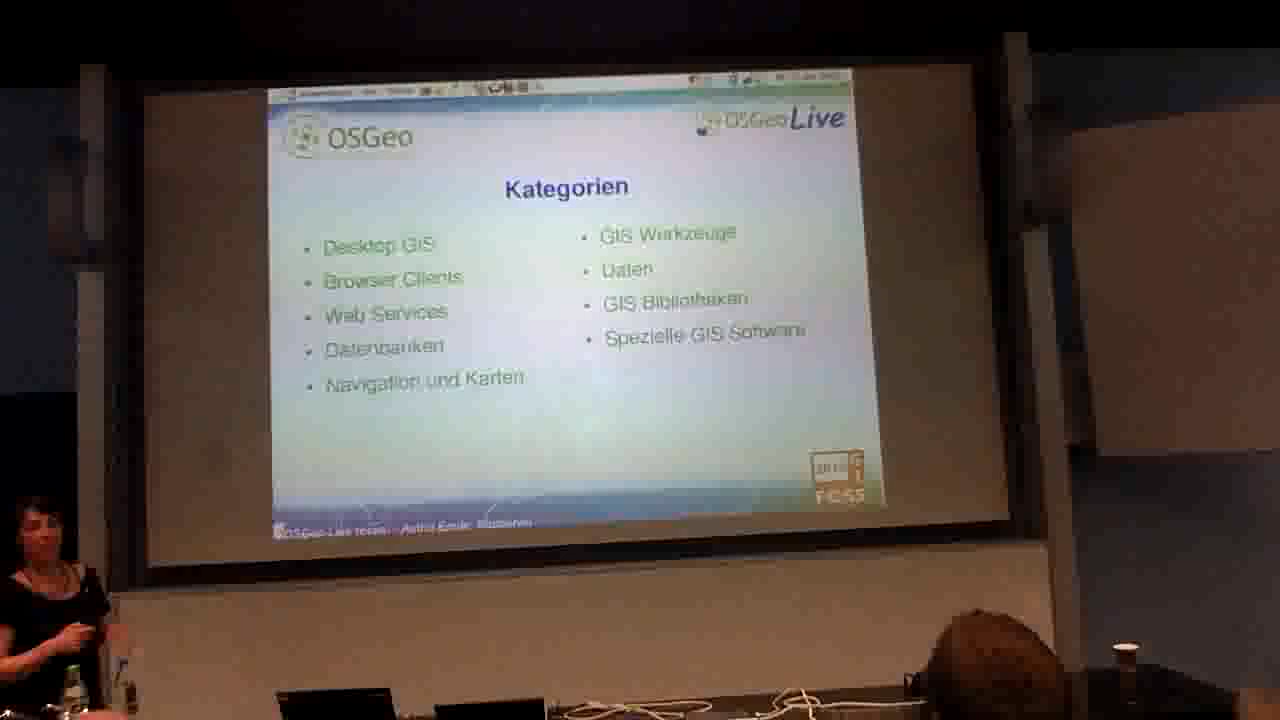 OSGeo
OSGeoLive
Kategorien
Desktop GIS
Browser Clients
Web Services
Datenbanken
Navigation und Karten
GIS Werkzeuge
Daten
GIS Bibliotheken
Spezielle GIS Software